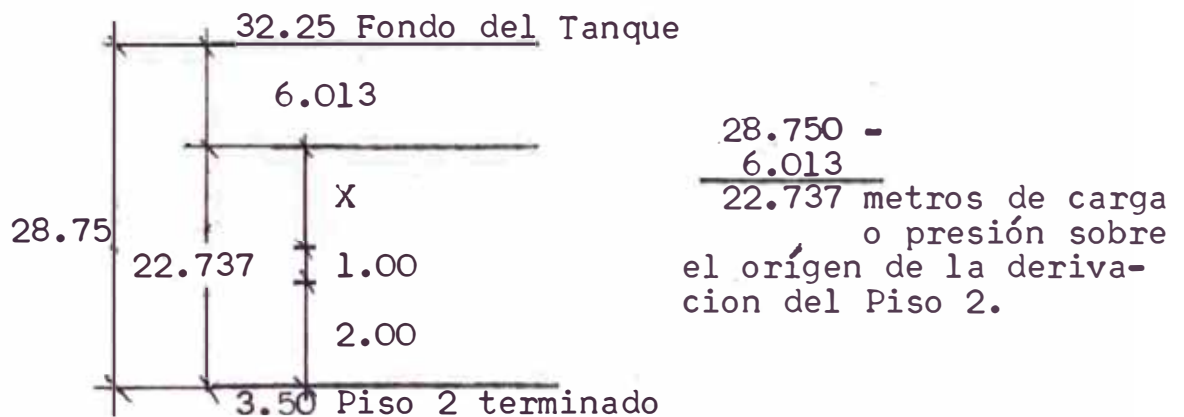 32.25 Fondo del Tanque
6.013
X
28.75
22.737
1.00
2.00
3.50 Piso 2 terminado
28.750 -
6.013
22.737 metros de carga
o presión sobre
el orígen de la deriva-
cion del Piso 2.